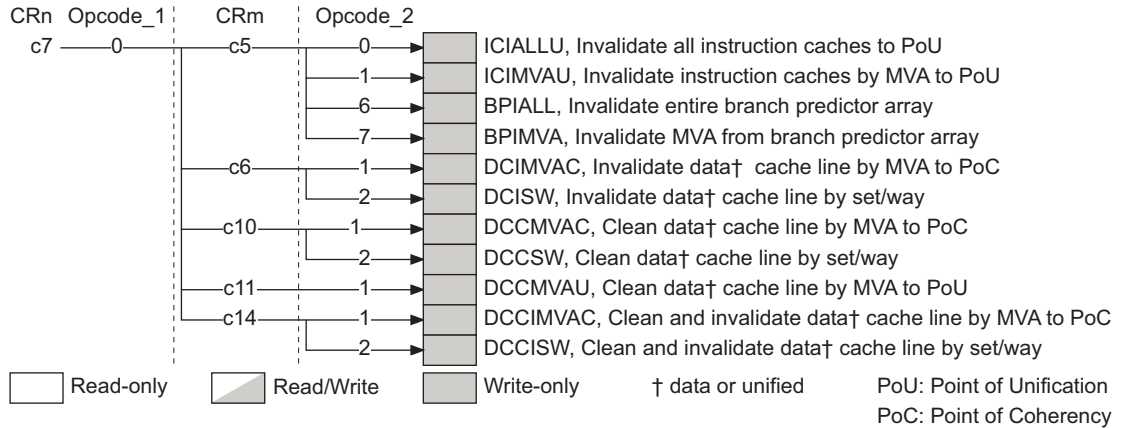 CRn Opcode_1 CRm Opcode_2
c7 0 c5 0 ICIALLU, Invalidate all instruction caches to PoU
1 ICIMVAU, Invalidate instruction caches by MVA to PoU
6 BPIALL, Invalidate entire branch predictor array
7 BPIMVA, Invalidate MVA from branch predictor array
c6 1 DCIMVAC, Invalidate data† cache line by MVA to PoC
2 DCISW, Invalidate data† cache line by set/way
c10 1 DCCMVAC, Clean data† cache line by MVA to PoC
2 DCCSW, Clean data† cache line by set/way
c11 1 DCCMVAU, Clean data† cache line by MVA to PoU
c14 1 DCCIMVAC, Clean and invalidate data† cache line by MVA to PoC
2 DCCISW, Clean and invalidate data† cache line by set/way
Read-only Read/Write Write-only † data or unified PoU: Point of Unification
PoC: Point of Coherency